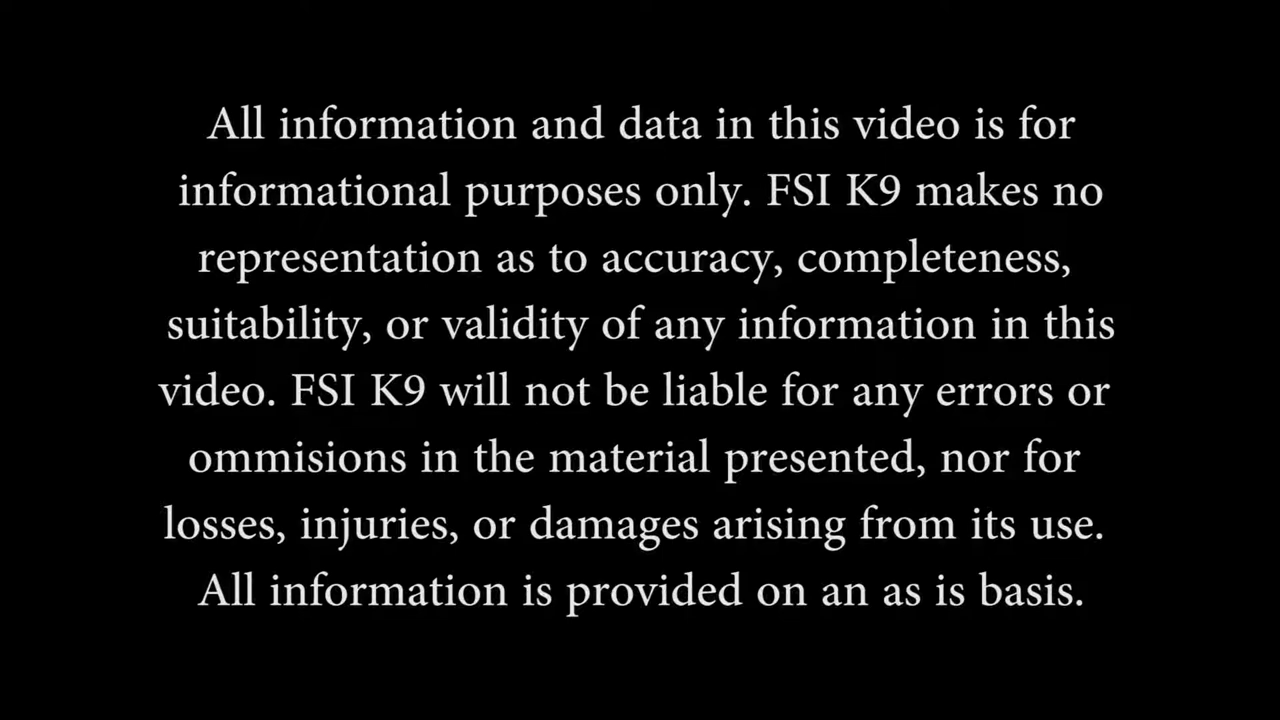 All information and data in this video is for
informational purposes only. FSI K9 makes no
representation as to accuracy, completeness,
suitability, or validity of any information in this
video. FSI K9 will not be liable for any errors or
ommisions in the material presented, nor for
losses, injuries, or damages arising from its use.
All information is provided on an as is basis.